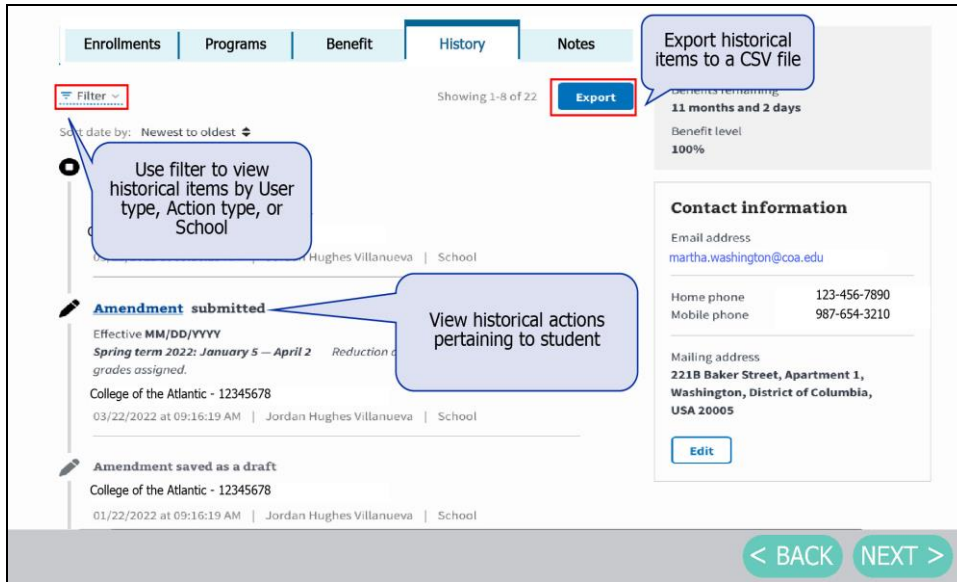 Enrollments
Programs
Benefit
History
Notes
Export historical
items to a CSV file
Filter
Showing 1-8 of 22
Export
Benefits remaining
11 months and 2 days
Benefit level
100%
Sort date by: Newest to oldest
Use filter to view
historical items by User
type, Action type, or
School
Hughes Villanueva | School
Amendment submitted
Effective MM/DD/YYYY
Spring term 2022: January 5 — April 2 Reduction
grades assigned.
College of the Atlantic - 12345678
03/22/2022 at 09:16:19 AM | Jordan Hughes Villanueva | School
View historical actions
pertaining to student
Amendment saved as a draft
College of the Atlantic - 12345678
01/22/2022 at 09:16:19 AM | Jordan Hughes Villanueva | School
Contact information
Email address
martha.washington@coa.edu
Home phone 123-456-7890
Mobile phone 987-654-3210
Mailing address
221B Baker Street, Apartment 1,
Washington, District of Columbia,
USA 20005
Edit
< BACK
NEXT >